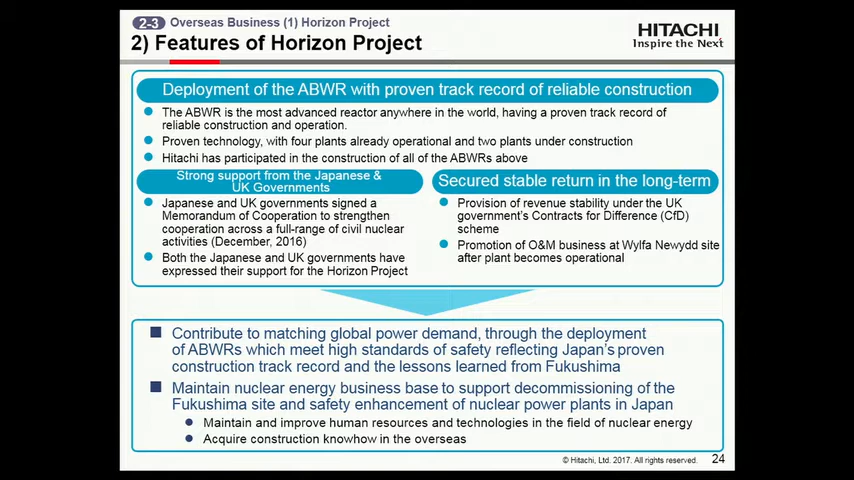 2-3 Overseas Business (1) Horizon Project
2) Features of Horizon Project
HITACHI
Inspire the Next
Deployment of the ABWR with proven track record of reliable construction
● The ABWR is the most advanced reactor anywhere in the world, having a proven track record of
reliable construction and operation.
● Proven technology, with four plants already operational and two plants under construction
● Hitachi has participated in the construction of all of the ABWRs above
Strong support from the Japanese &
UK Governments
● Japanese and UK governments signed a
Memorandum of Cooperation to strengthen
cooperation across a full-range of civil nuclear
activities (December, 2016)
● Both the Japanese and UK governments have
expressed their support for the Horizon Project
Secured stable return in the long-term
● Provision of revenue stability under the UK
government's Contracts for Difference (CfD)
scheme
● Promotion of O&M business at Wylfa Newydd site
after plant becomes operational
■ Contribute to matching global power demand, through the deployment
of ABWRs which meet high standards of safety reflecting Japan's proven
construction track record and the lessons learned from Fukushima
■ Maintain nuclear energy business base to support decommissioning of the
Fukushima site and safety enhancement of nuclear power plants in Japan
● Maintain and improve human resources and technologies in the field of nuclear energy
● Acquire construction knowhow in the overseas
© Hitachi, Ltd. 2017. All rights reserved. 24